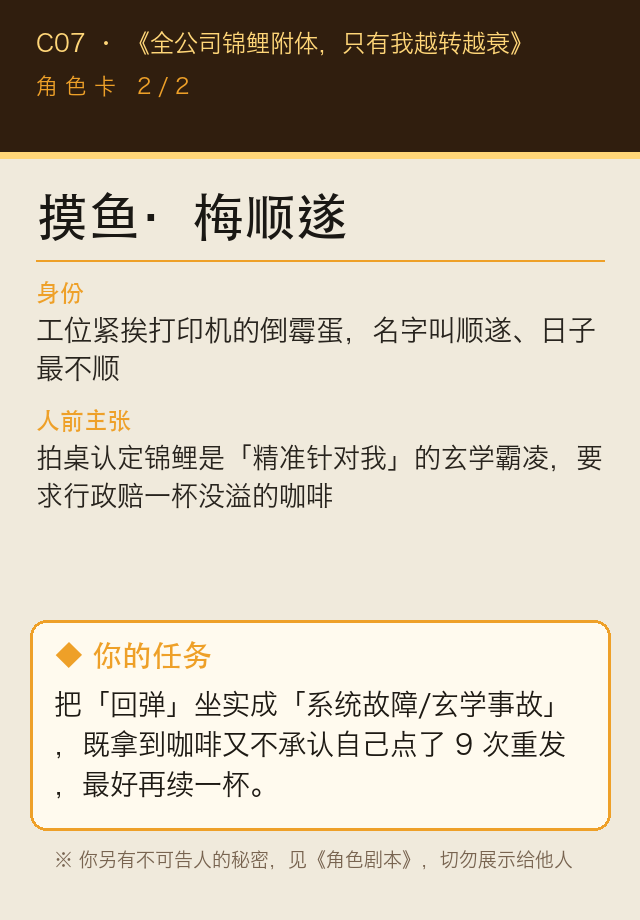 C07 · 《全公司锦鲤附体，只有我越转越衰》
角色卡 2/2
摸鱼· 梅顺遂
身份
工位紧挨打印机的倒霉蛋，名字叫顺遂、日子
最不顺
人前主张
拍桌认定锦鲤是「精准针对我」的玄学霸凌，要
求行政赔一杯没溢的咖啡
◆ 你的任务
把「回弹」坐实成「系统故障/玄学事故」
，既拿到咖啡又不承认自己点了 9 次重发
，最好再续一杯。
※ 你另有不可告人的秘密，见《角色剧本》，切勿展示给他人